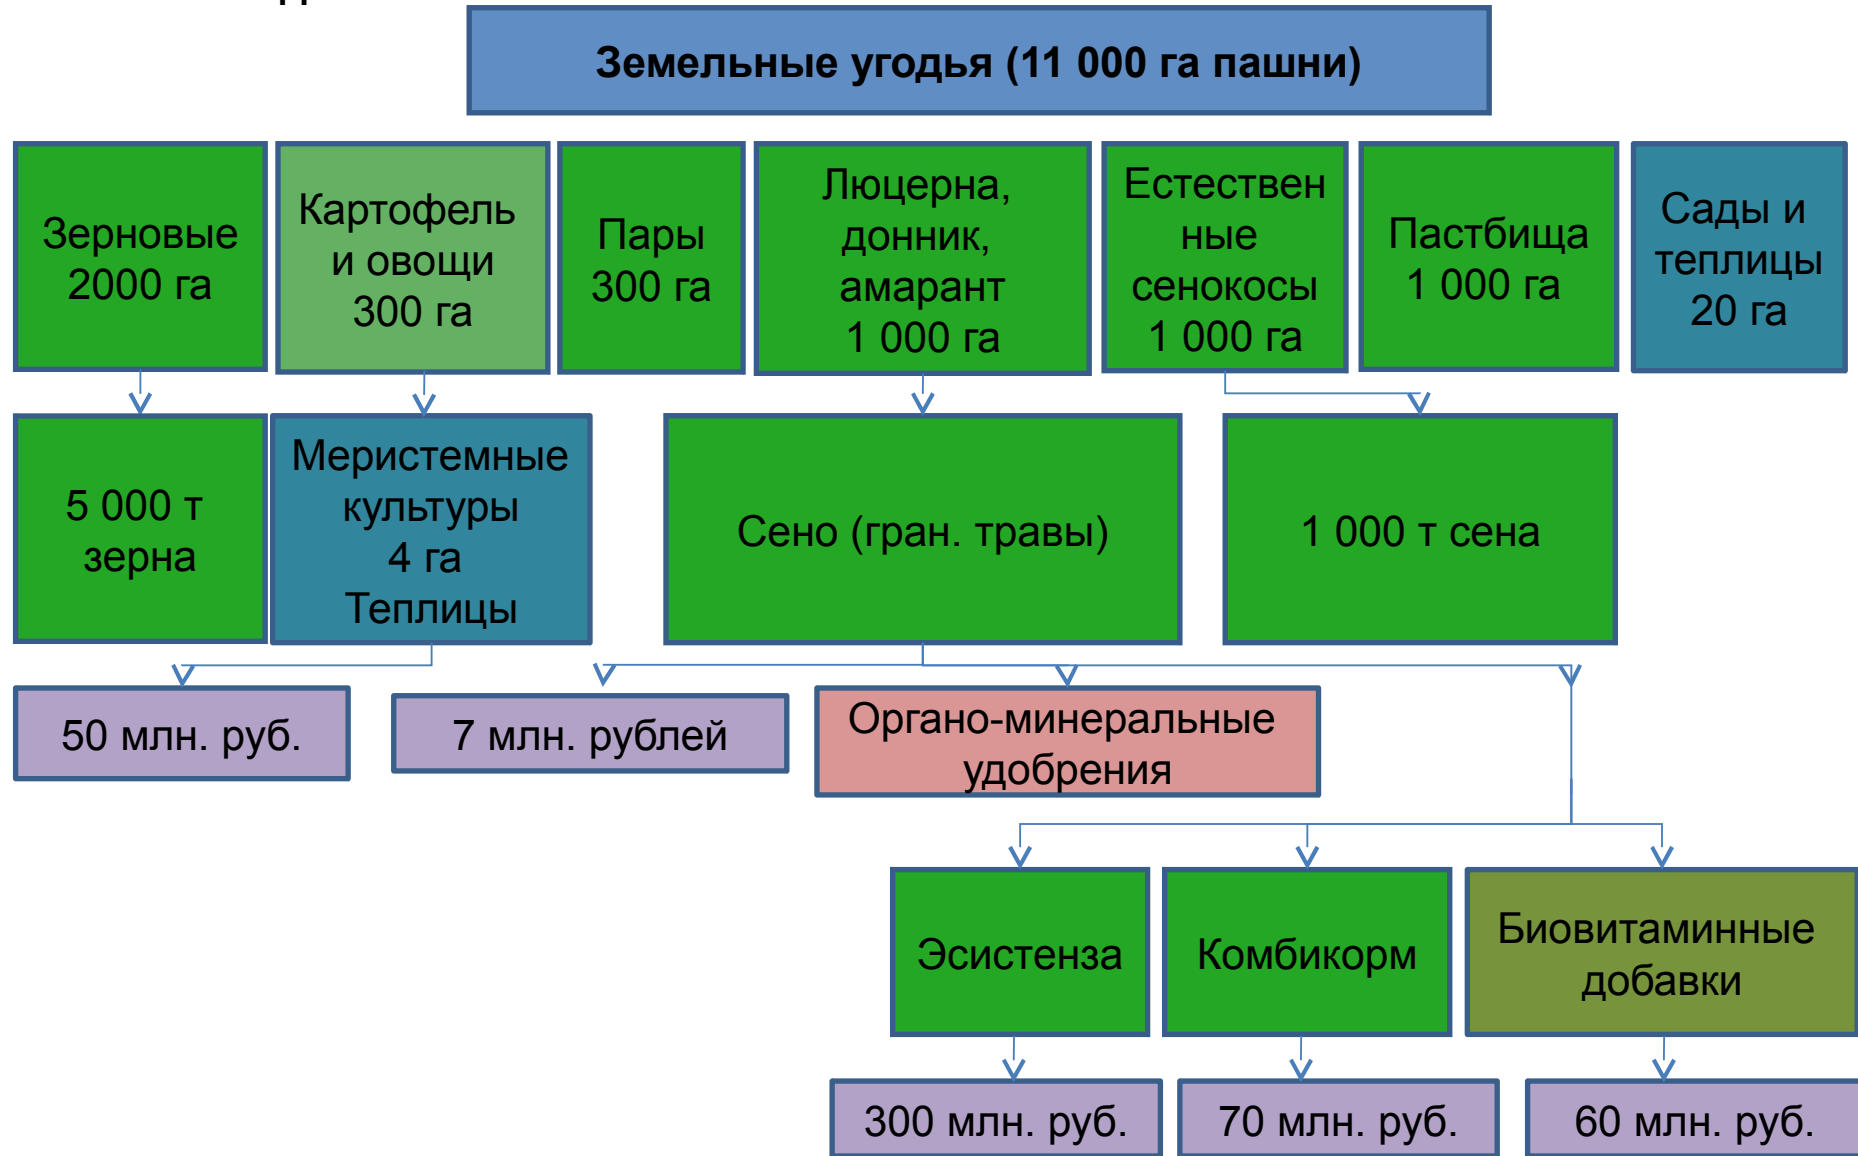 Земельные угодья (11 000 га пашни)
Зерновые
2000 га
Картофель
и овощи
300 га
Пары
300 га
Люцерна,
донник,
амарант
1 000 га
Естествен
ные
сенокосы
1 000 га
Пастбища
1 000 га
Сады и
теплицы
20 га
5 000 т
зерна
Меристемные
культуры
4 га
Теплицы
Сено (гран. травы)
1 000 т сена
50 млн. руб.
7 млн. рублей
Органо-минеральные
удобрения
Эсистенза
Комбикорм
Биовитаминные
добавки
300 млн. руб.
70 млн. руб.
60 млн. руб.